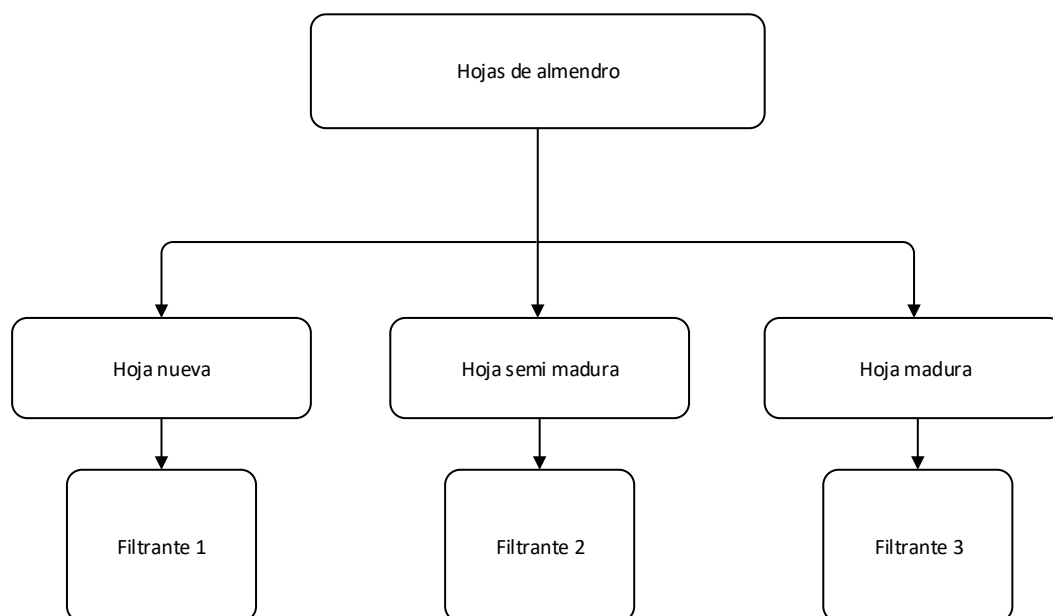 Hojas de almendro
Hoja nueva
Hoja semi madura
Hoja madura
Filtrante 1
Filtrante 2
Filtrante 3